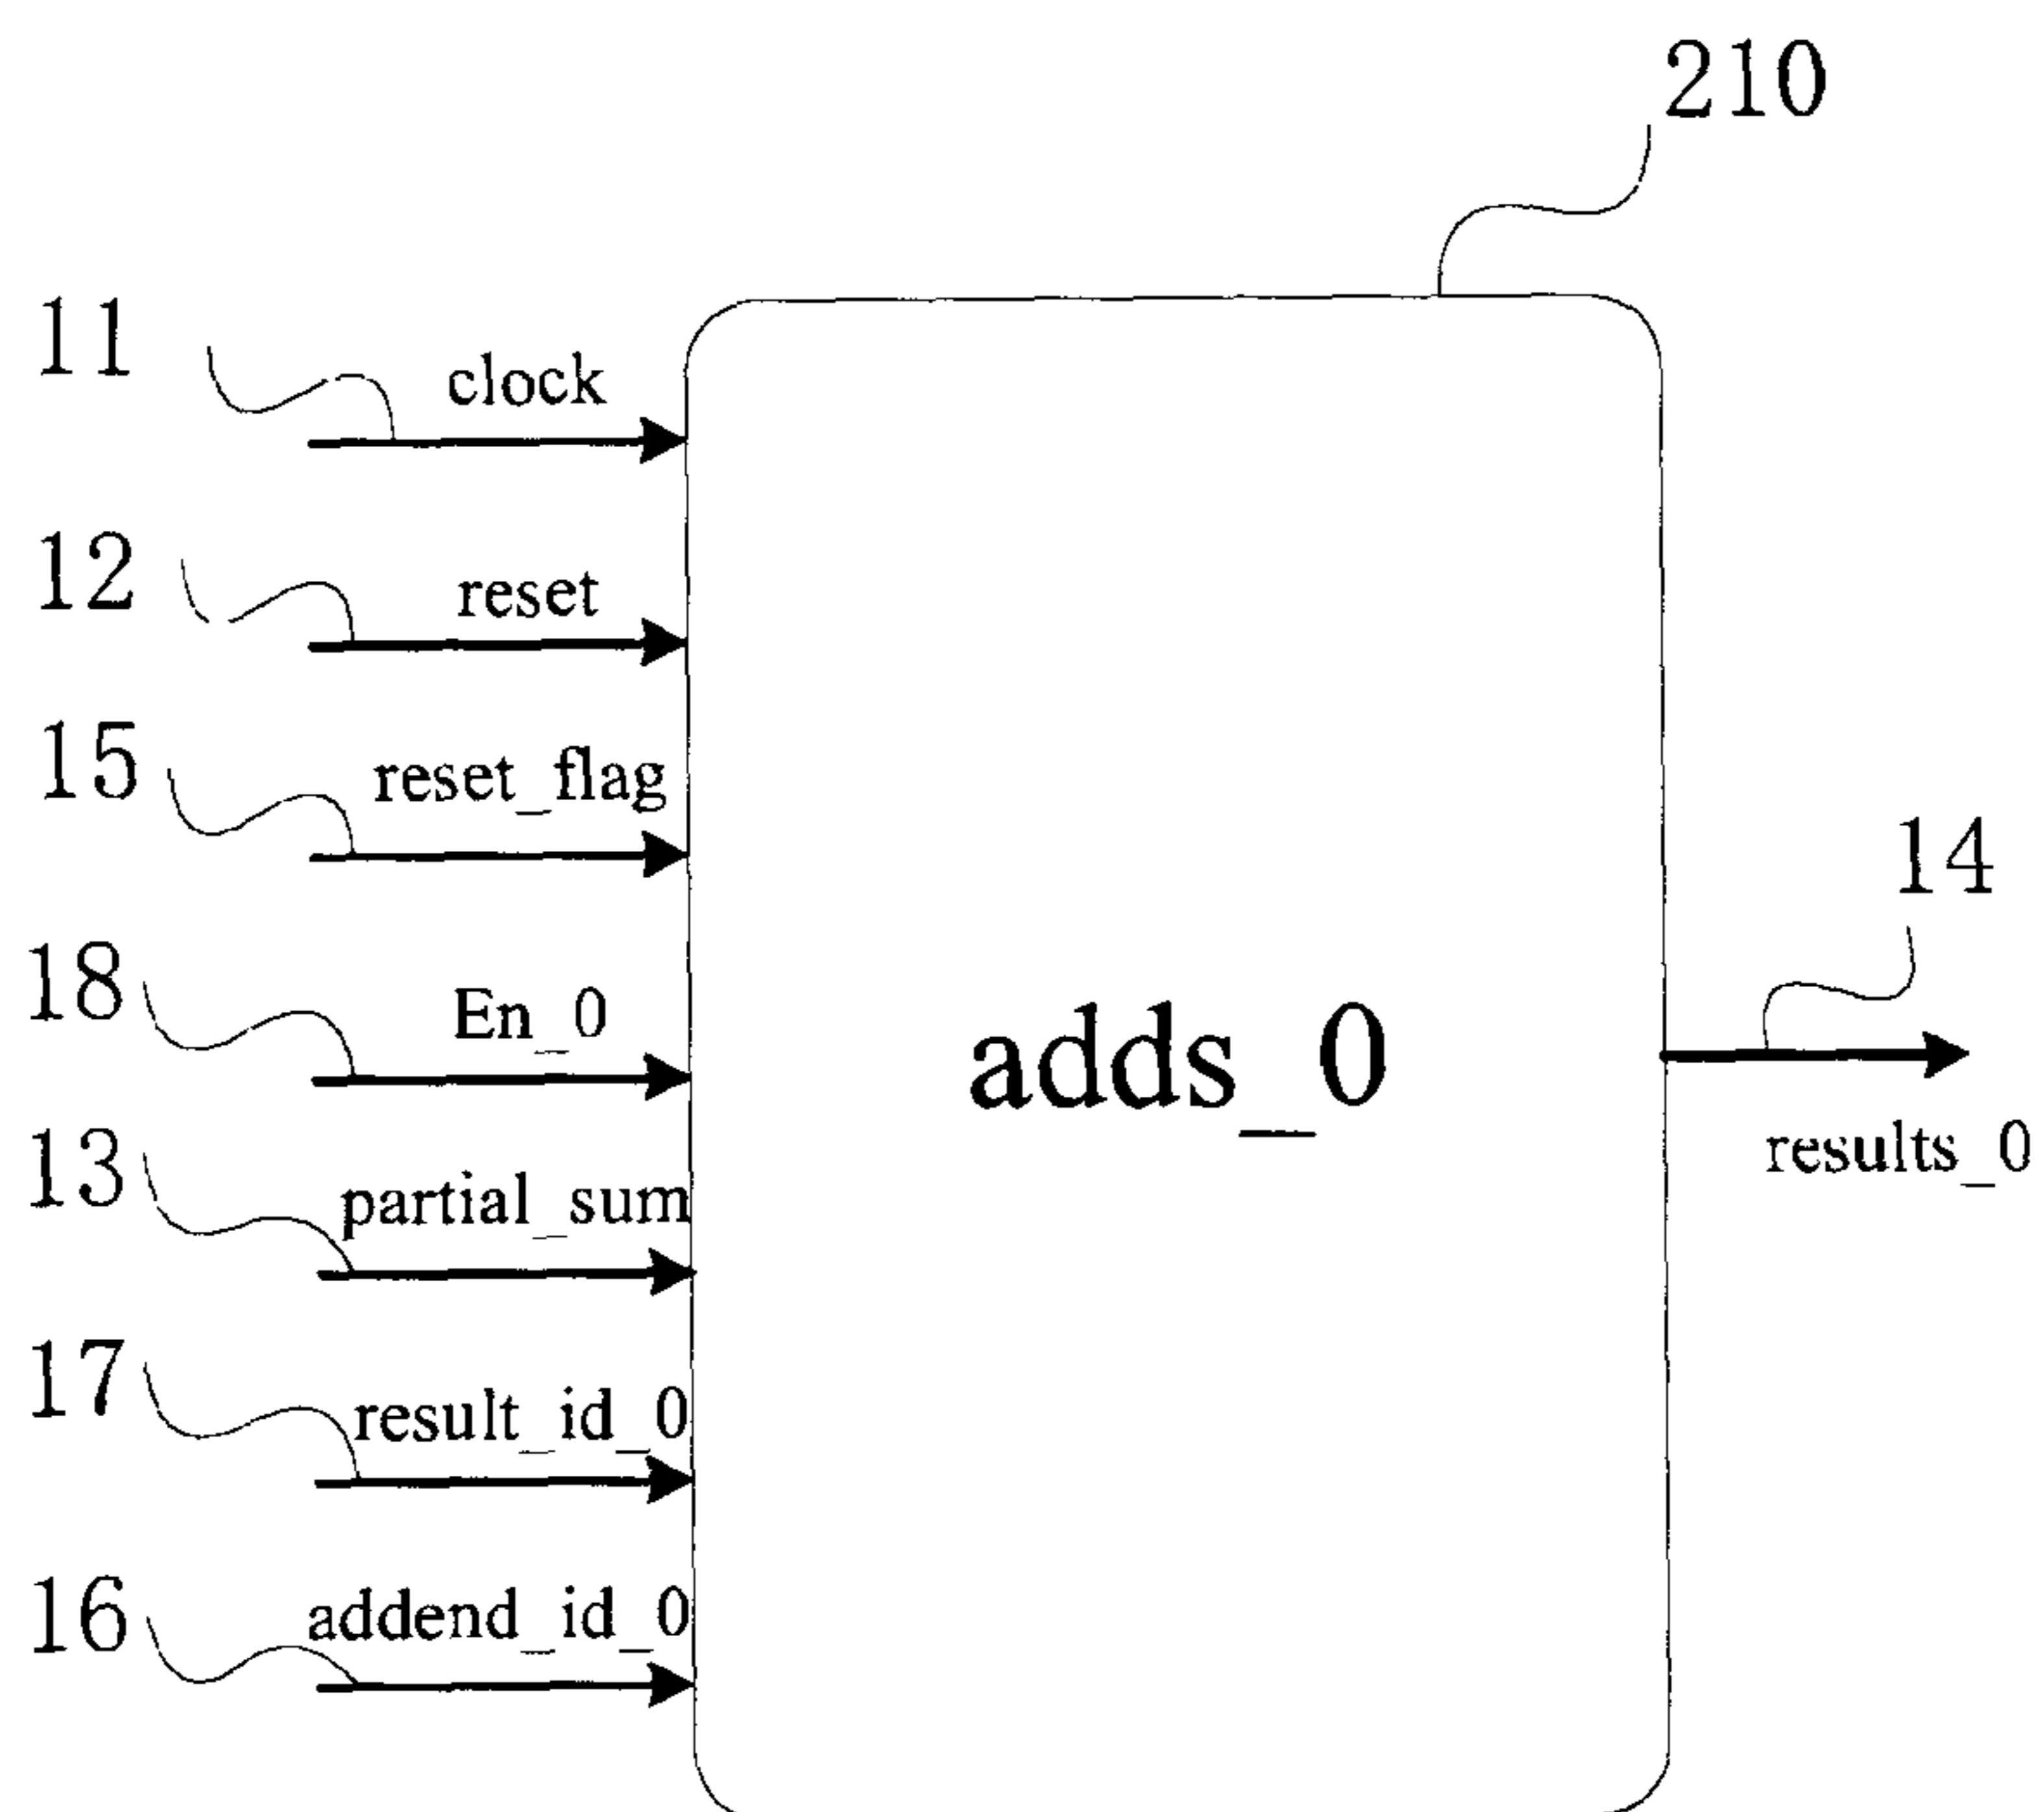 210
11
clock
12
reset
15
reset_flag
14
18
En_0
adds_0
13
partial_sum
results_0
17
result_id_0
16
addend_id_0